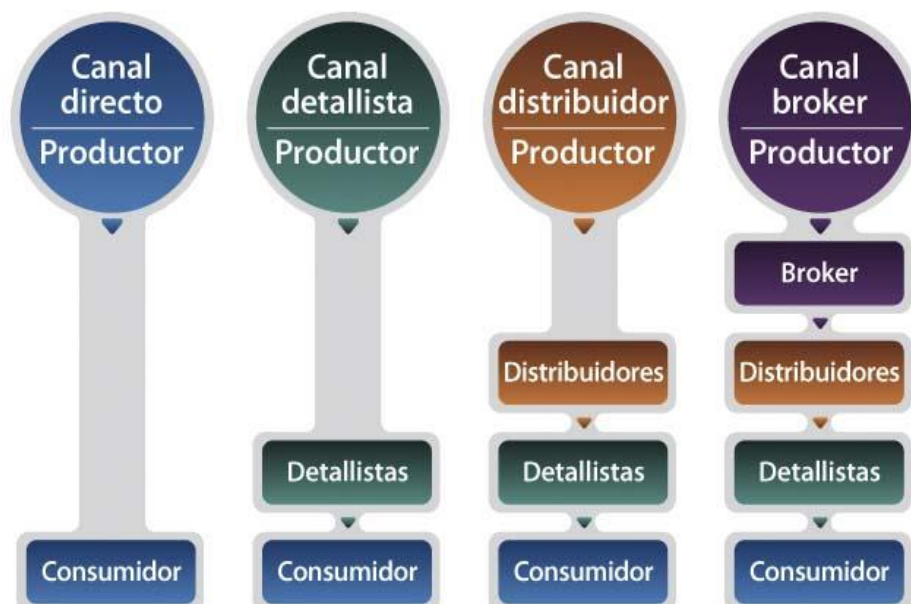 Canal
directo
Productor
Consumidor
Canal
detallista
Productor
Detallistas
Consumidor
Canal
distribuidor
Productor
Distribuidores
Detallistas
Consumidor
Canal
broker
Productor
Broker
Distribuidores
Detallistas
Consumidor